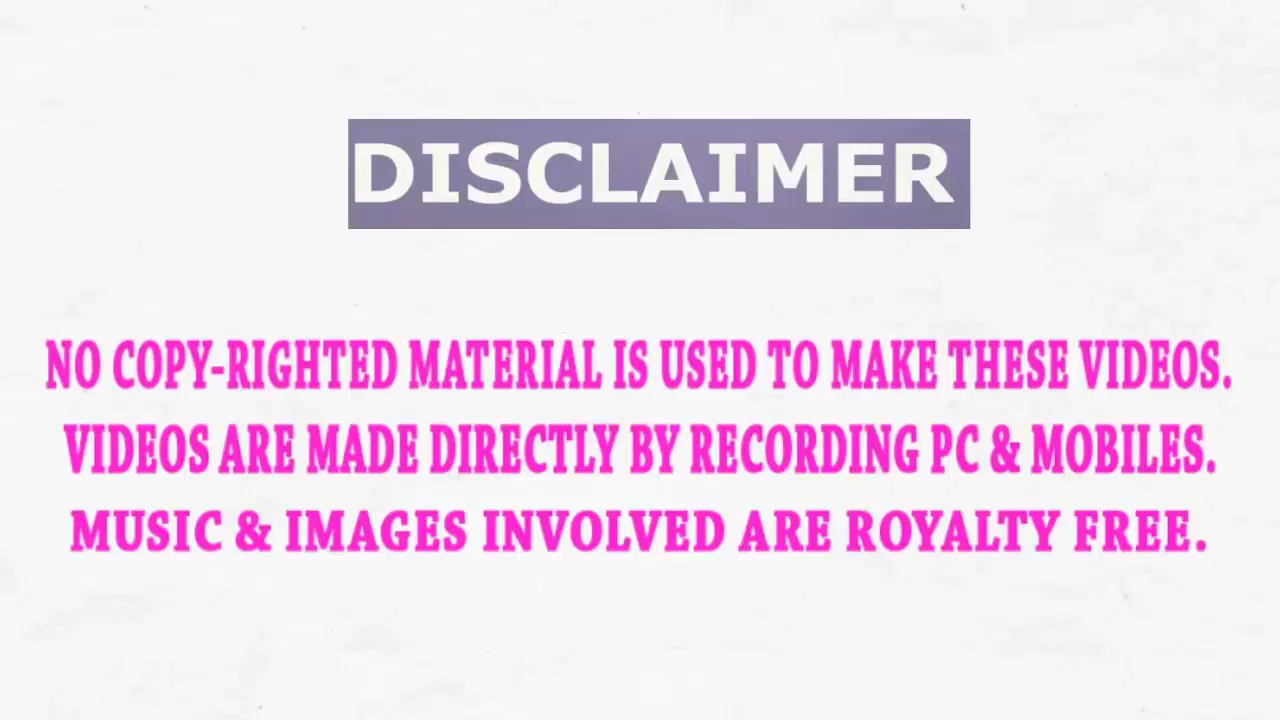 DISCLAIMER
NO COPY-RIGHTED MATERIAL IS USED TO MAKE THESE VIDEOS.
VIDEOS ARE MADE DIRECTLY BY RECORDING PC & MOBILES.
MUSIC & IMAGES INVOLVED ARE ROYALTY FREE.